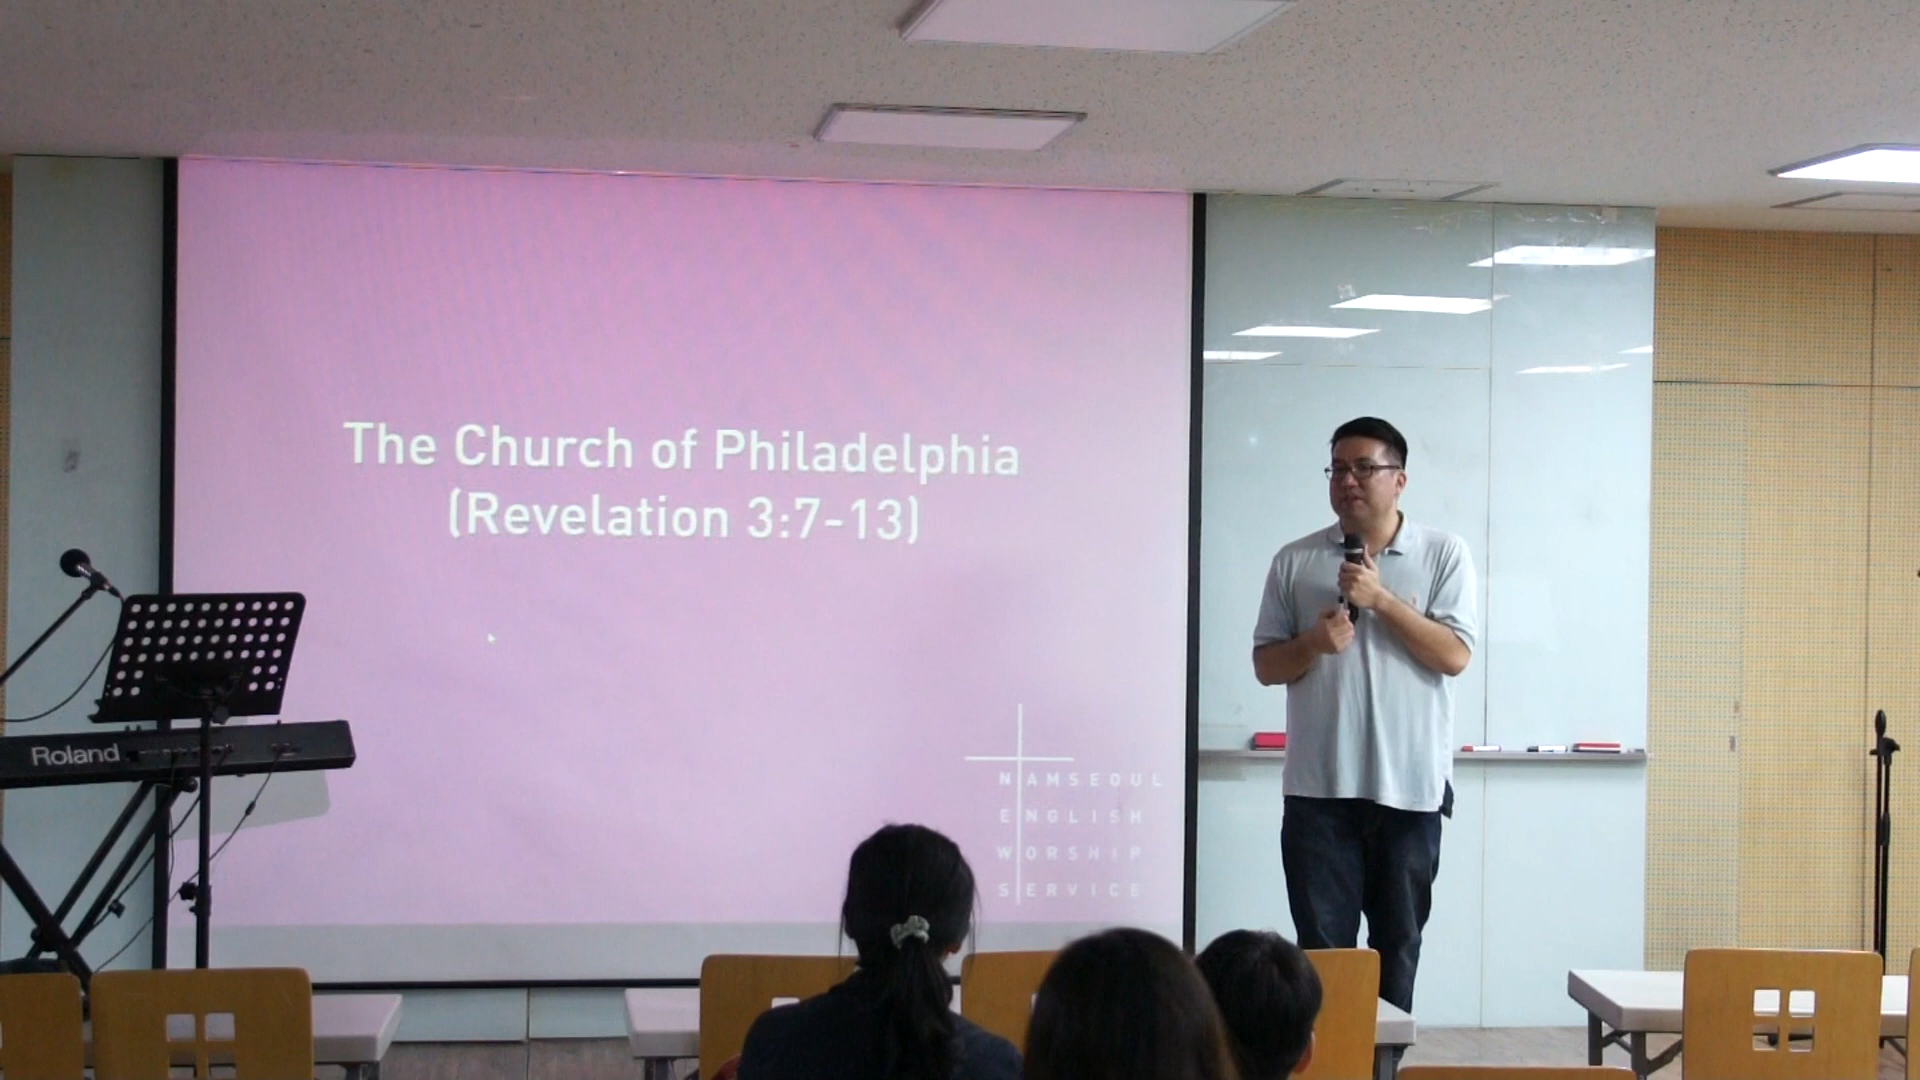 The Church of Philadelphia
(Revelation 3:7-13)
NAMSEOUL
ENGLISH
WORSHIP
SERVICE
Roland